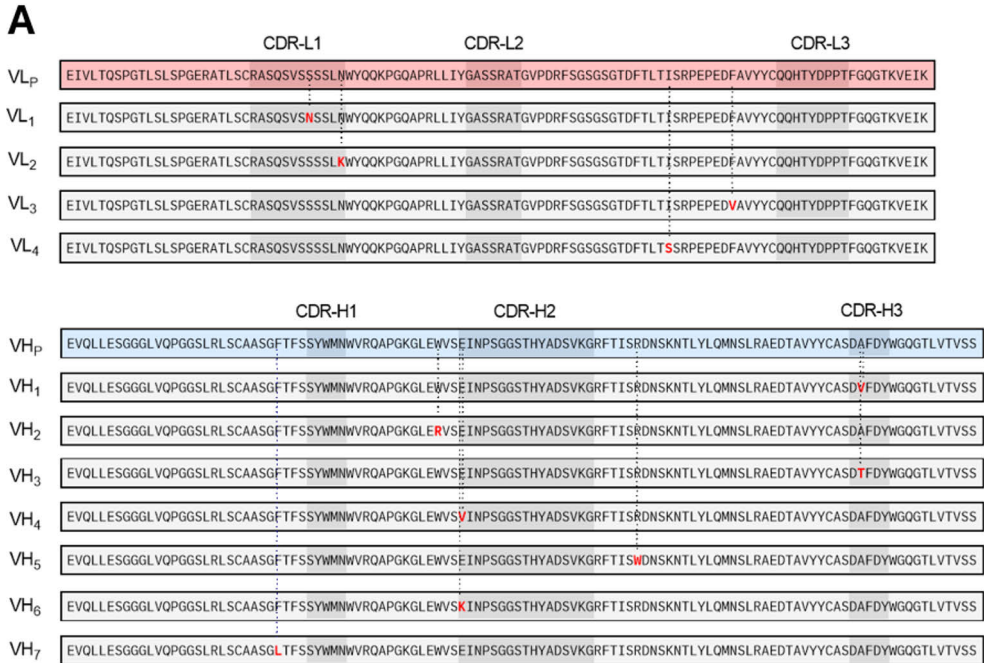 A
CDR-L1 CDR-L2 CDR-L3
VLP EIVLTQSPGTLSLSPGERATLSCRASQSVSSSSLNWYQQKPGQAPRLLIYGASSRATGVPDRFSGSGSGTDFTLTISRPEPEDFAVYYCQQHTYDPPTFGQGTKVEIK
VL1 EIVLTQSPGTLSLSPGERATLSCRASQSVSNSSLNWYQQKPGQAPRLLIYGASSRATGVPDRFSGSGSGTDFTLTISRPEPEDFAVYYCQQHTYDPPTFGQGTKVEIK
VL2 EIVLTQSPGTLSLSPGERATLSCRASQSVSSSSLKWYQQKPGQAPRLLIYGASSRATGVPDRFSGSGSGTDFTLTISRPEPEDFAVYYCQQHTYDPPTFGQGTKVEIK
VL3 EIVLTQSPGTLSLSPGERATLSCRASQSVSSSSLNWYQQKPGQAPRLLIYGASSRATGVPDRFSGSGSGTDFTLTISRPEPEDVAVYYCQQHTYDPPTFGQGTKVEIK
VL4 EIVLTQSPGTLSLSPGERATLSCRASQSVSSSSLNWYQQKPGQAPRLLIYGASSRATGVPDRFSGSGSGTDFTLTSSRPEPEDFAVYYCQQHTYDPPTFGQGTKVEIK
CDR-H1 CDR-H2 CDR-H3
VHP EVQLLESGGGLVQPGGSLRLSCAASGFTFSSYWMNWVRQAPGKGLEWVSEINPSGGSTHYADSVKGRFTISRDNSKNTLYLQMNSLRAEDTAVYYCASDAFDYWGQGTLVTVSS
VH1 EVQLLESGGGLVQPGGSLRLSCAASGFTFSSYWMNWVRQAPGKGLEWVSEINPSGGSTHYADSVKGRFTISRDNSKNTLYLQMNSLRAEDTAVYYCASDVFDYWGQGTLVTVSS
VH2 EVQLLESGGGLVQPGGSLRLSCAASGFTFSSYWMNWVRQAPGKGLERVSEINPSGGSTHYADSVKGRFTISRDNSKNTLYLQMNSLRAEDTAVYYCASDAFDYWGQGTLVTVSS
VH3 EVQLLESGGGLVQPGGSLRLSCAASGFTFSSYWMNWVRQAPGKGLEWVSEINPSGGSTHYADSVKGRFTISRDNSKNTLYLQMNSLRAEDTAVYYCASDTFDYWGQGTLVTVSS
VH4 EVQLLESGGGLVQPGGSLRLSCAASGFTFSSYWMNWVRQAPGKGLEWVSVINPSGGSTHYADSVKGRFTISRDNSKNTLYLQMNSLRAEDTAVYYCASDAFDYWGQGTLVTVSS
VH5 EVQLLESGGGLVQPGGSLRLSCAASGFTFSSYWMNWVRQAPGKGLEWVSEINPSGGSTHYADSVKGRFTISWDNSKNTLYLQMNSLRAEDTAVYYCASDAFDYWGQGTLVTVSS
VH6 EVQLLESGGGLVQPGGSLRLSCAASGFTFSSYWMNWVRQAPGKGLEWVSKINPSGGSTHYADSVKGRFTISRDNSKNTLYLQMNSLRAEDTAVYYCASDAFDYWGQGTLVTVSS
VH7 EVQLLESGGGLVQPGGSLRLSCAASGLTFSSYWMNWVRQAPGKGLEWVSEINPSGGSTHYADSVKGRFTISRDNSKNTLYLQMNSLRAEDTAVYYCASDAFDYWGQGTLVTVSS